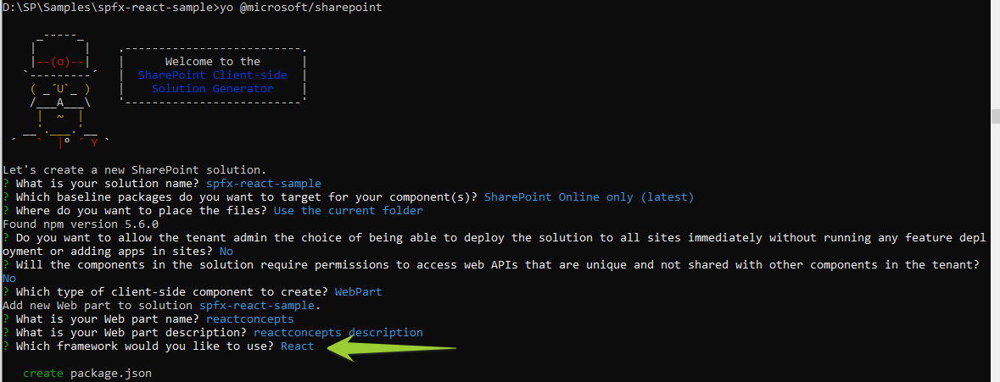 D:\SP\Samples\spfx-react-sample>yo @microsoft/sharepoint
     _-----_
    |       |    .--------------------------.
    |--(o)--|    |      Welcome to the      |
   `---------´   |  SharePoint Client-side  |
    ( _´U`_ )    |    Solution Generator    |
    /___A___\    '--------------------------'
     |  ~  |
   __'.___.'__
 ´   `  |° ´ Y `
Let's create a new SharePoint solution.
? What is your solution name? spfx-react-sample
? Which baseline packages do you want to target for your component(s)? SharePoint Online only (latest)
? Where do you want to place the files? Use the current folder
Found npm version 5.6.0
? Do you want to allow the tenant admin the choice of being able to deploy the solution to all sites immediately without running any feature depl
oyment or adding apps in sites? No
? Will the components in the solution require permissions to access web APIs that are unique and not shared with other components in the tenant?
No
? Which type of client-side component to create? WebPart
Add new Web part to solution spfx-react-sample.
? What is your Web part name? reactconcepts
? What is your Web part description? reactconcepts description
? Which framework would you like to use? React
   create package.json